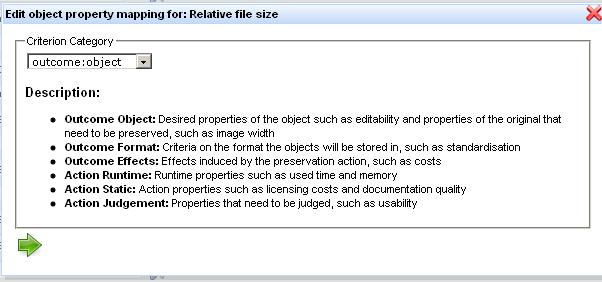 Edit object property mapping for: Relative file size
Criterion Category
outcome:object
Description:
Outcome Object: Desired properties of the object such as editability and properties of the original that
need to be preserved, such as image width
Outcome Format: Criteria on the format the objects will be stored in, such as standardisation
Outcome Effects: Effects induced by the preservation action, such as costs
Action Runtime: Runtime properties such as used time and memory
Action Static: Action properties such as licensing costs and documentation quality
Action Judgement: Properties that need to be judged, such as usability